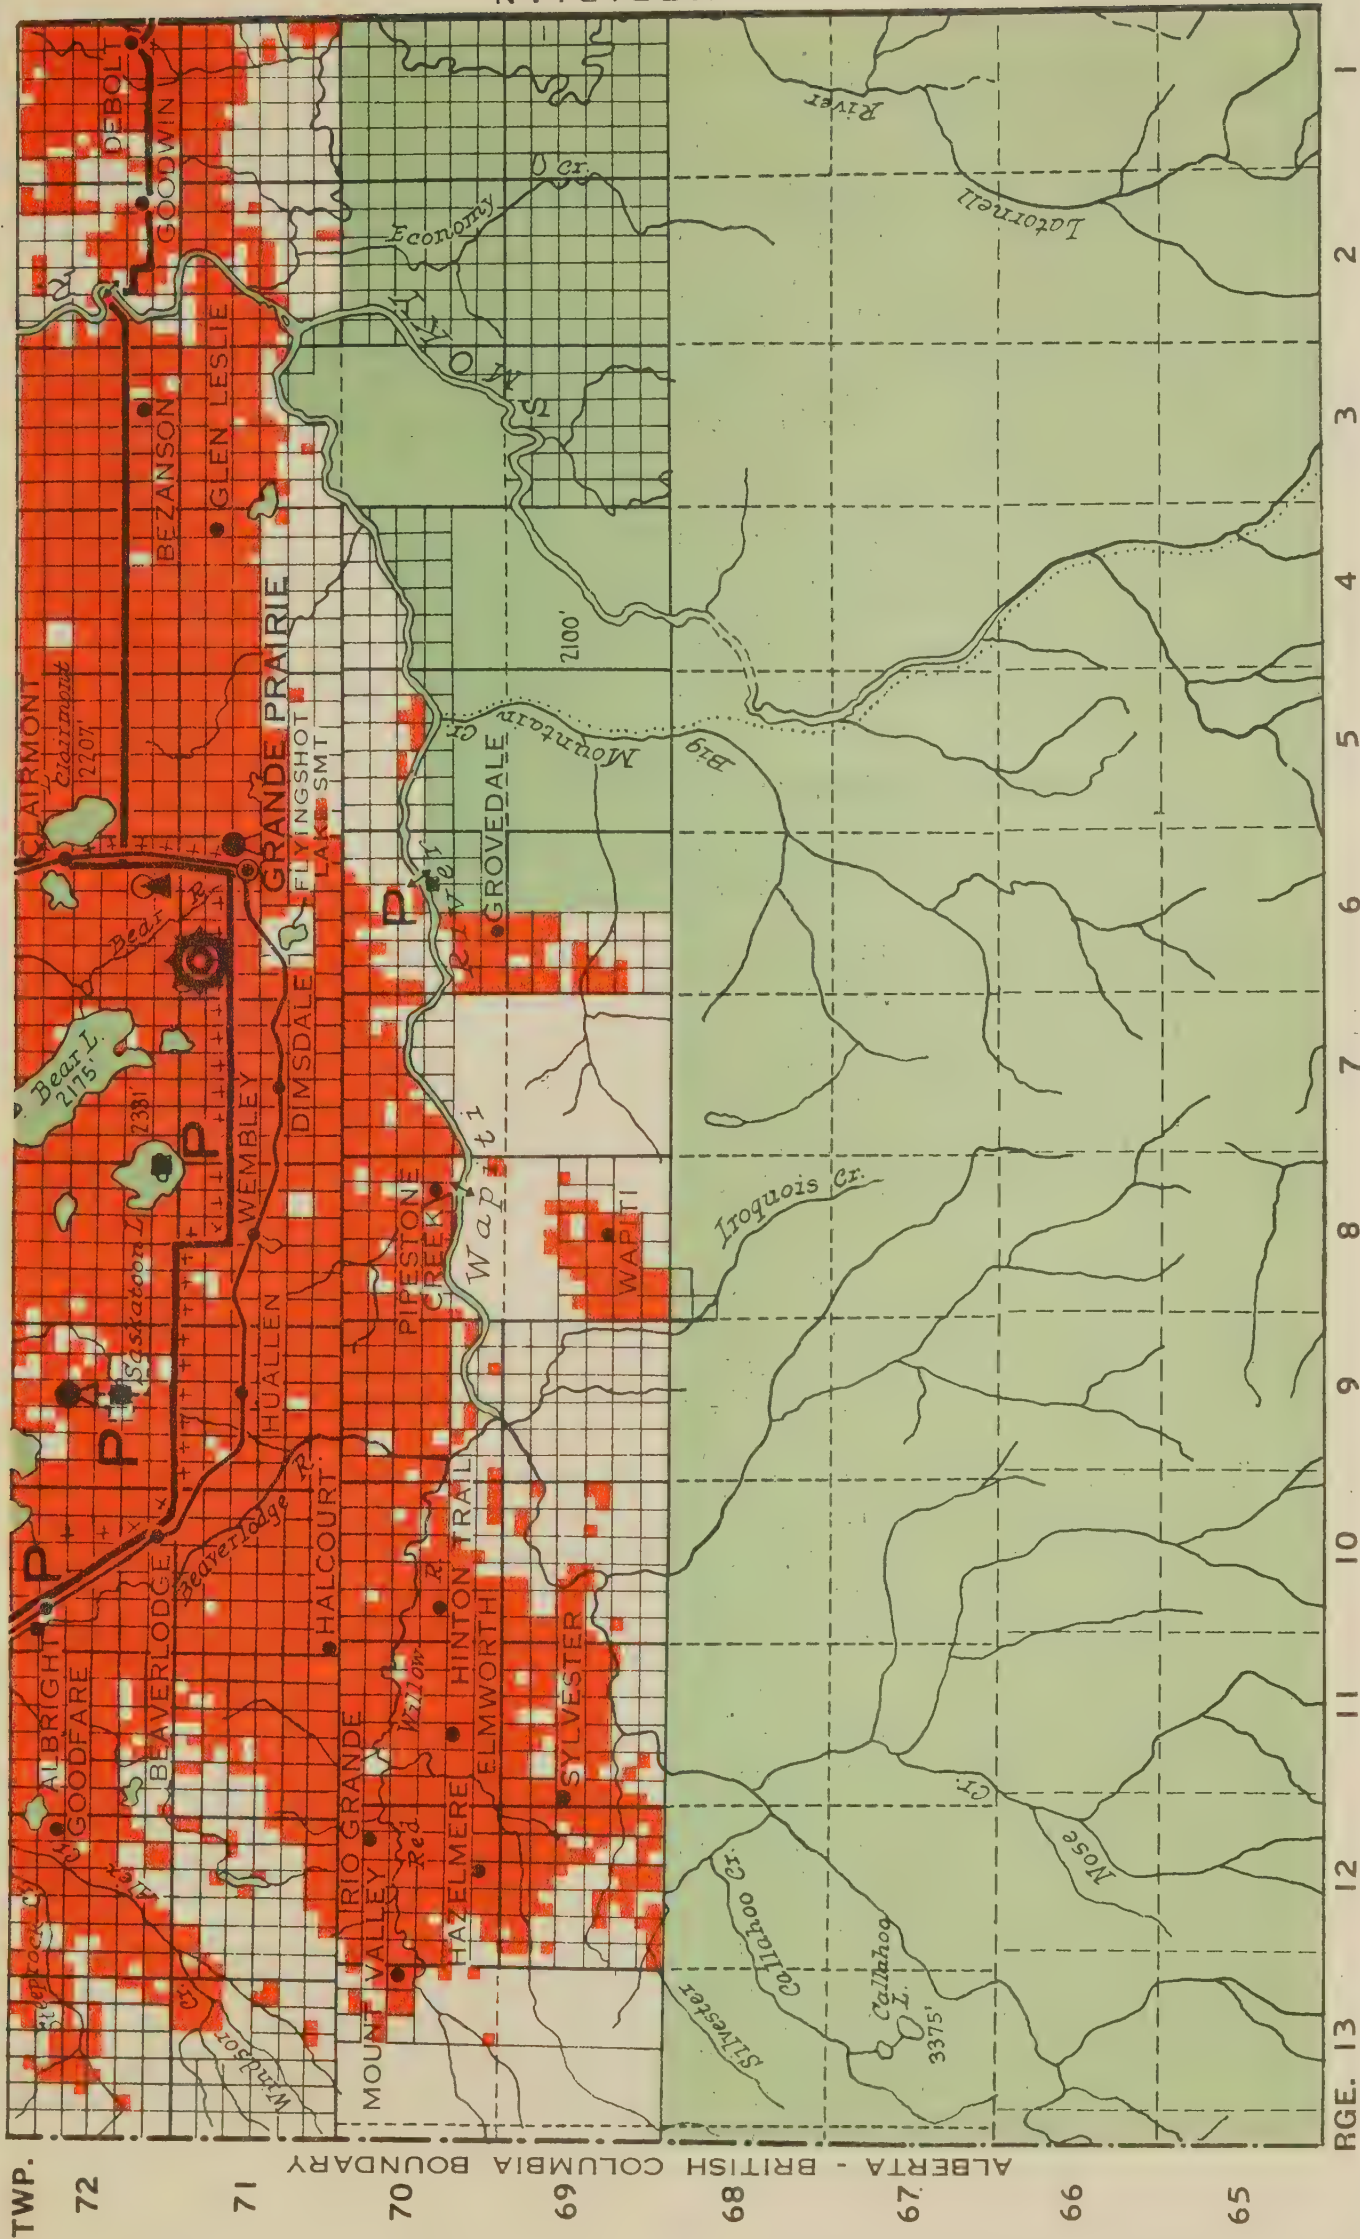 TWP.
72
71
70
69
68
67
66
65
RGE. 13 12 11 10 9 8 7 6 5 4 3 2 1
ALBERTA - BRITISH COLUMBIA BOUNDARY
Steeprock Cr.
ALBRIGHT
GOODFARE
BEAVERLODGE
Beaverlodge R.
HALCOURT
HUALLEN
WEMBLEY
DIMSDALE
Saskatoon L.
2381'
Bear L.
2175'
Bear R.
CLAIRMONT
Clairmont
2207'
GRANDE PRAIRIE
FLYINGSHOT
LAKE SMT
BEZANSON
GLEN LESLIE
DEBOLT
GOODWIN
R.
P
P
P
P
Windsor
Cr.
MOUNT VALLEY
RIO GRANDE
HAZELMERE
Red Willow R.
ELMWORTH
HINTON TRAIL
SYLVESTER
PIPESTONE
CREEK
WAPITI
Wapiti River
GROVEDALE
Big Mountain Cr.
2100'
SMOKY
Economy Cr.
Latornell River
Iroquois Cr.
Silvester
Callahoo Cr.
Callahoo
L.
3375'
Nose Cr.